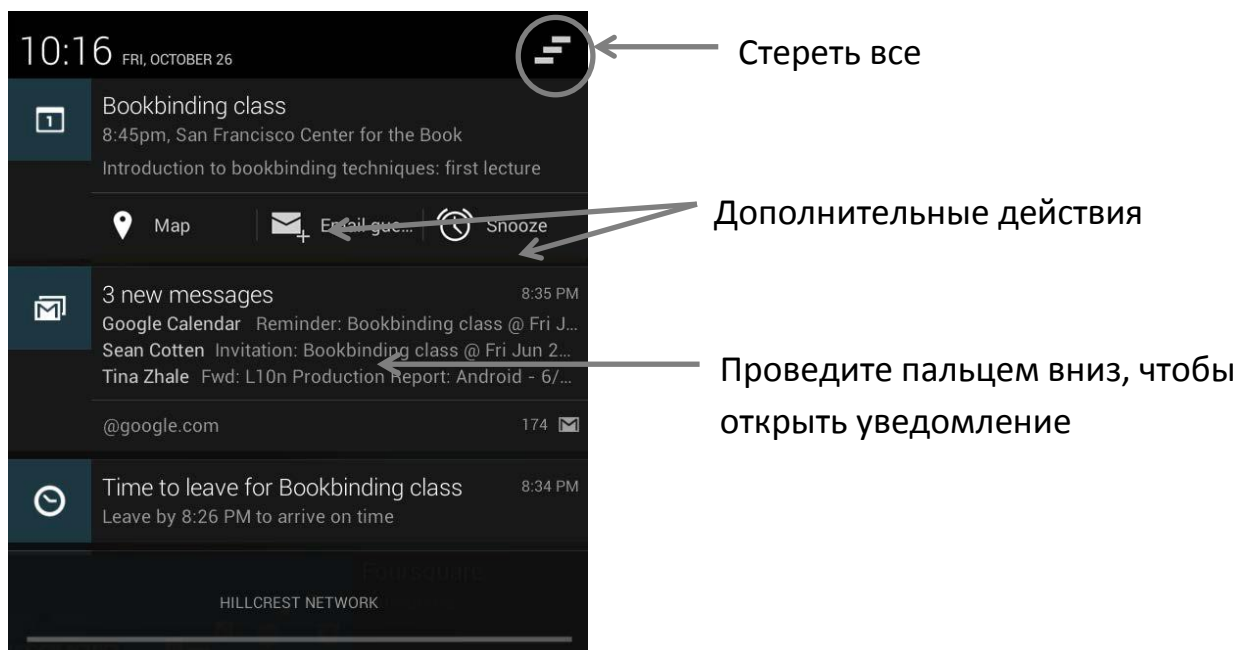 10:16 FRI, OCTOBER 26
Стереть все
Bookbinding class
8:45pm, San Francisco Center for the Book
Introduction to bookbinding techniques: first lecture
Дополнительные действия
Map Email gue... Snooze
3 new messages 8:35 PM
Google Calendar Reminder: Bookbinding class @ Fri J...
Sean Cotten Invitation: Bookbinding class @ Fri Jun 2...
Tina Zhale Fwd: L10n Production Report: Android - 6/...
Проведите пальцем вниз, чтобы
открыть уведомление
@google.com 174
Time to leave for Bookbinding class 8:34 PM
Leave by 8:26 PM to arrive on time
Foursquare
HILLCREST NETWORK